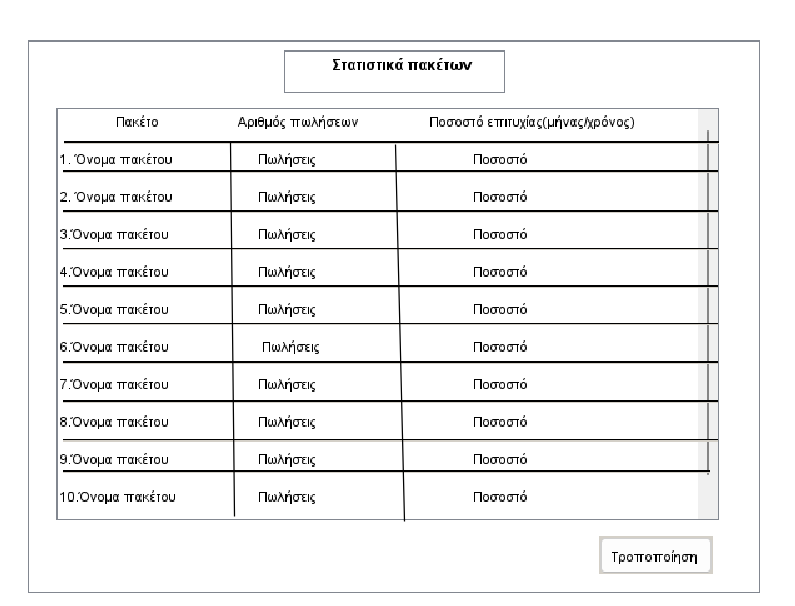 Στατιστικά πακέτων
Πακέτο Αριθμός πωλήσεων Ποσοστό επιτυχίας(μήνας/χρόνος)
1. Όνομα πακέτου Πωλήσεις Ποσοστό
2. Όνομα πακέτου Πωλήσεις Ποσοστό
3.Όνομα πακέτου Πωλήσεις Ποσοστό
4.Όνομα πακέτου Πωλήσεις Ποσοστό
5.Όνομα πακέτου Πωλήσεις Ποσοστό
6.Όνομα πακέτου Πωλήσεις Ποσοστό
7.Όνομα πακέτου Πωλήσεις Ποσοστό
8.Όνομα πακέτου Πωλήσεις Ποσοστό
9.Όνομα πακέτου Πωλήσεις Ποσοστό
10.Όνομα πακέτου Πωλήσεις Ποσοστό
Τροποποίηση